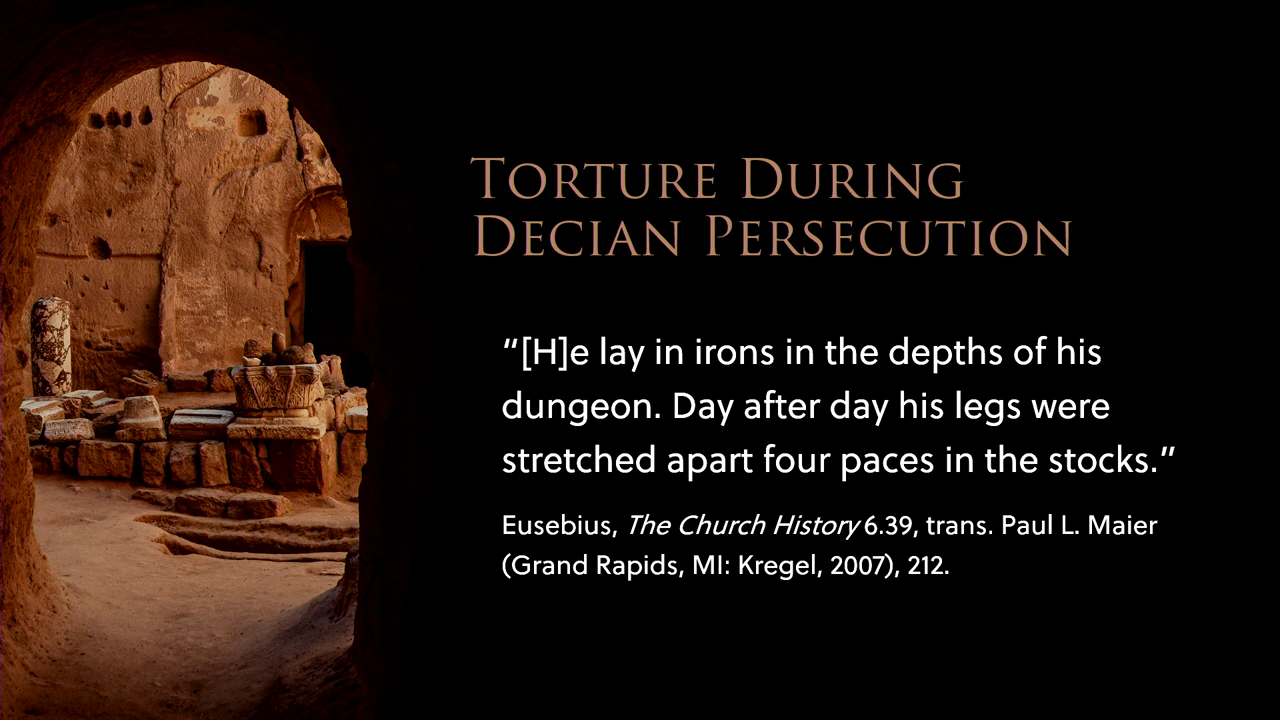 Torture During
Decian Persecution
“[H]e lay in irons in the depths of his
dungeon. Day after day his legs were
stretched apart four paces in the stocks.”
Eusebius, The Church History 6.39, trans. Paul L. Maier
(Grand Rapids, MI: Kregel, 2007), 212.